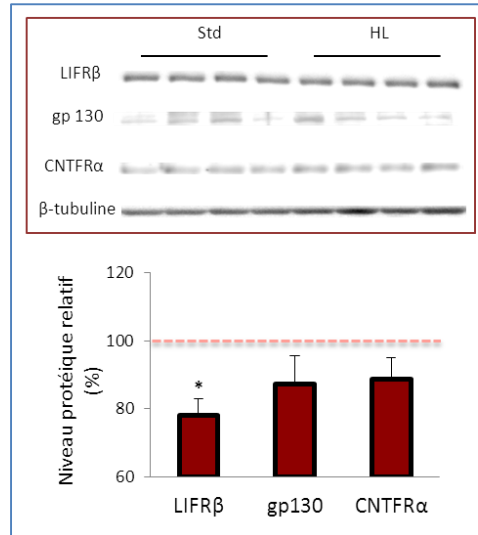 Std HL
LIFRβ
gp 130
CNTFRα
β-tubuline
120
100
80
60
Niveau protéique relatif
(%)
*
LIFRβ gp130 CNTFRα